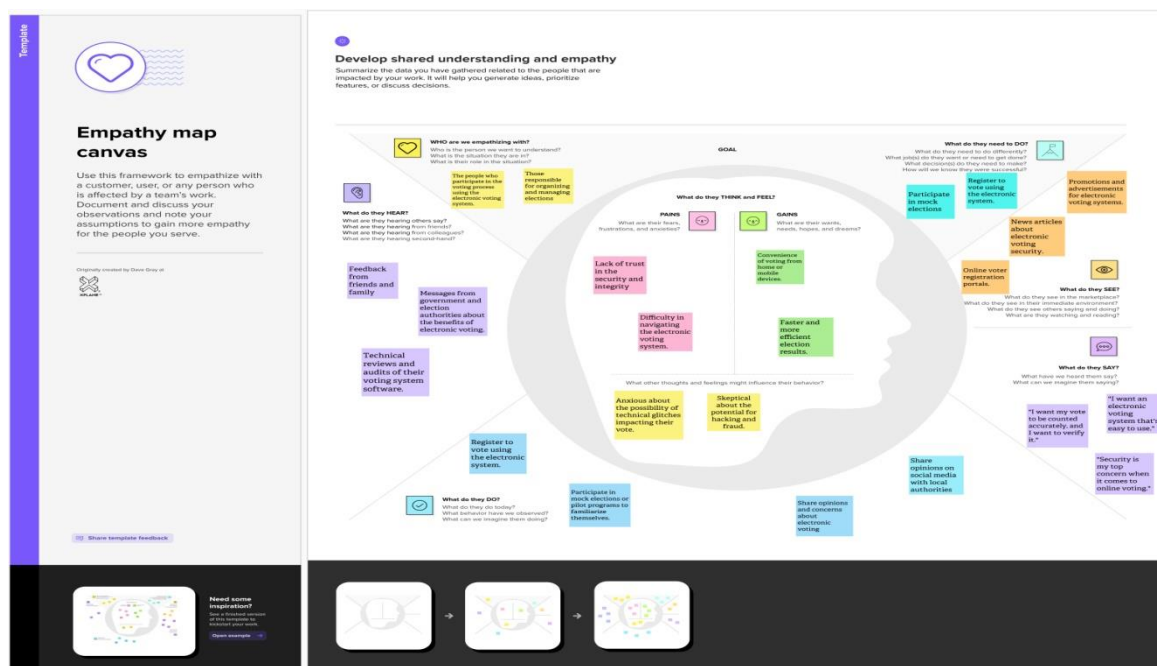 Template
Empathy map
canvas
Use this framework to empathize with
a customer, user, or any person who
is affected by a team's work.
Document and discuss your
observations and note your
assumptions to gain more empathy
for the people you serve.
Originally created by Dave Gray at
XPLANE
Share template feedback
Need some
inspiration?
See a finished version
of this template to
kickstart your work.
Open example
Develop shared understanding and empathy
Summarize the data you have gathered related to the people that are
impacted by your work. It will help you generate ideas, prioritize
features, or discuss decisions.
WHO are we empathizing with?
Who is the person we want to understand?
What is the situation they are in?
What is their role in the situation?
The people who
participate in the
voting process
using the
electronic voting
system.
Those
responsible for
organizing and
managing
elections
GOAL
What do they need to DO?
What do they need to do differently?
What job(s) do they want or need to get done?
What decision(s) do they need to make?
How will we know they were successful?
Participate
in mock
elections
Register to
vote using
the electronic
system.
Promotions and
advertisements
for electronic
voting systems.
News articles
about
electronic
voting
security.
Online voter
registration
portals.
What do they SEE?
What do they see in the marketplace?
What do they see in their immediate environment?
What do they see others saying and doing?
What are they watching and reading?
What do they SAY?
What have we heard them say?
What can we imagine them saying?
"I want my vote
to be counted
accurately, and
I want to verify
it."
"I want an
electronic
voting
system that's
easy to use."
"Security is
my top
concern when
it comes to
online voting."
What do they HEAR?
What are they hearing others say?
What are they hearing from friends?
What are they hearing from colleagues?
What are they hearing second-hand?
Feedback
from
friends and
family
Messages from
government and
election
authorities about
the benefits of
electronic voting.
Technical
reviews and
audits of their
voting system
software.
What do they THINK and FEEL?
PAINS
What are their fears,
frustrations, and anxieties?
GAINS
What are their wants,
needs, hopes, and dreams?
Lack of trust
in the
security and
integrity
Difficulty in
navigating
the electronic
voting
system.
Convenience
of voting from
home or
mobile
devices.
Faster and
more
efficient
election
results.
What other thoughts and feelings might influence their behavior?
Anxious about
the possibility of
technical glitches
impacting their
vote.
Skeptical
about the
potential for
hacking and
fraud.
Register to
vote using
the electronic
system.
What do they DO?
What do they do today?
What behavior have we observed?
What can we imagine them doing?
Participate in
mock elections or
pilot programs to
familiarize
themselves.
Share opinions
and concerns
about
electronic
voting
Share
opinions on
social media
with local
authorities